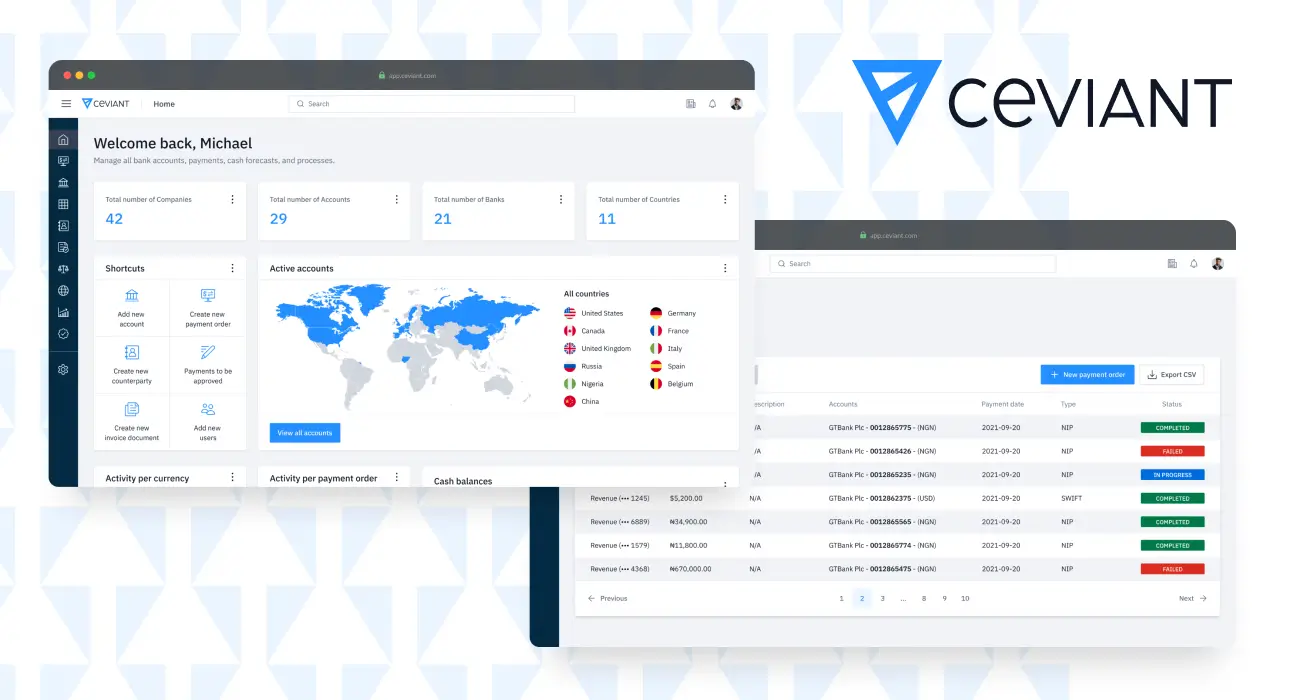 CEVIANT
app.ceviant.com
CEVIANT
Home
Search
Welcome back, Michael
Manage all bank accounts, payments, cash forecasts, and processes.
Total number of Companies
42
Total number of Accounts
29
Total number of Banks
21
Total number of Countries
11
Shortcuts
Add new
account
Create new
payment order
Create new
counterparty
Payments to be
approved
Create new
invoice document
Add new
users
Active accounts
All countries
United States
Germany
Canada
France
United Kingdom
Italy
Russia
Spain
Nigeria
Belgium
China
View all accounts
Activity per currency
Activity per payment order
Cash balances
app.ceviant.com
Search
+ New payment order
Export CSV
escription Accounts Payment date Type Status
/A GTBank Plc - 0012865775 - (NGN) 2021-09-20 NIP COMPLETED
/A GTBank Plc - 0012865426 - (NGN) 2021-09-20 NIP FAILED
/A GTBank Plc - 0012865235 - (NGN) 2021-09-20 NIP IN PROGRESS
Revenue (••• 1245) $5,200.00 N/A GTBank Plc - 0012862375 - (USD) 2021-09-20 SWIFT COMPLETED
Revenue (••• 6889) ₦34,900.00 N/A GTBank Plc - 0012865565 - (NGN) 2021-09-20 NIP COMPLETED
Revenue (••• 1579) ₦11,800.00 N/A GTBank Plc - 0012865774 - (NGN) 2021-09-20 NIP COMPLETED
Revenue (••• 4368) ₦670,000.00 N/A GTBank Plc - 0012865475 - (NGN) 2021-09-20 NIP FAILED
← Previous 1 2 3 ... 8 9 10 Next →